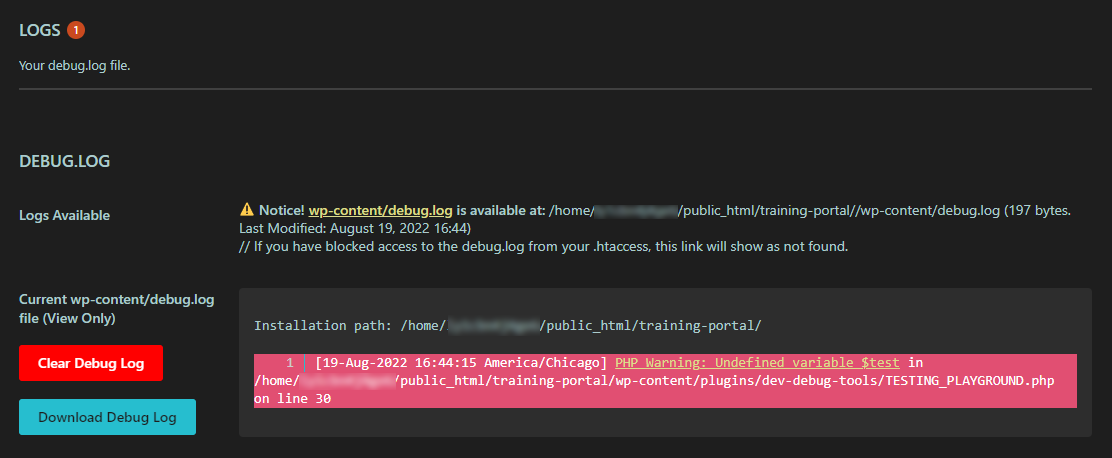 LOGS 1
Your debug.log file.
DEBUG.LOG
Logs Available
⚠ Notice! wp-content/debug.log is available at: /home/ /public_html/training-portal//wp-content/debug.log (197 bytes.
Last Modified: August 19, 2022 16:44)
// If you have blocked access to the debug.log from your .htaccess, this link will show as not found.
Current wp-content/debug.log
file (View Only)
Clear Debug Log
Download Debug Log
Installation path: /home/ /public_html/training-portal/
1 [19-Aug-2022 16:44:15 America/Chicago] PHP Warning: Undefined variable $test in
/home/ /public_html/training-portal/wp-content/plugins/dev-debug-tools/TESTING_PLAYGROUND.php
on line 30